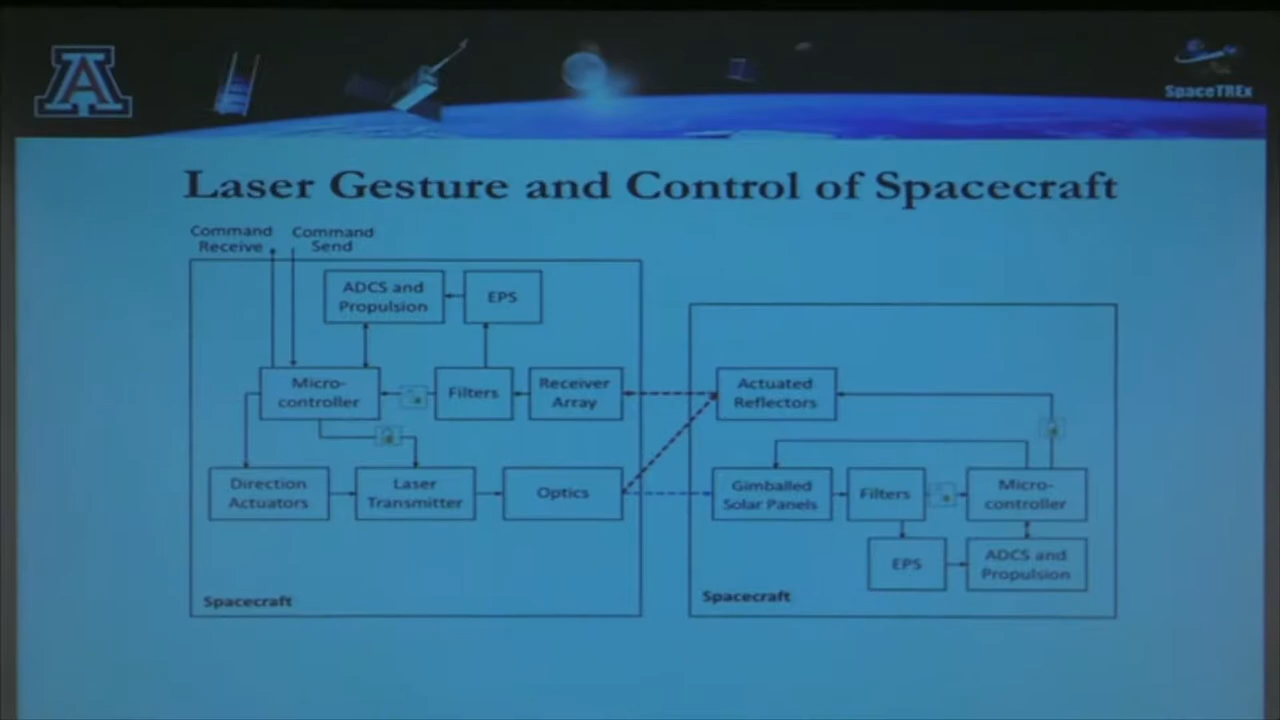 A
SpaceTREx
Laser Gesture and Control of Spacecraft
Command
Receive
Command
Send
ADCS and
Propulsion
EPS
Micro-
controller
Filters
Receiver
Array
Actuated
Reflectors
Direction
Actuators
Laser
Transmitter
Optics
Gimballed
Solar Panels
Filters
Micro-
controller
EPS
ADCS and
Propulsion
Spacecraft
Spacecraft